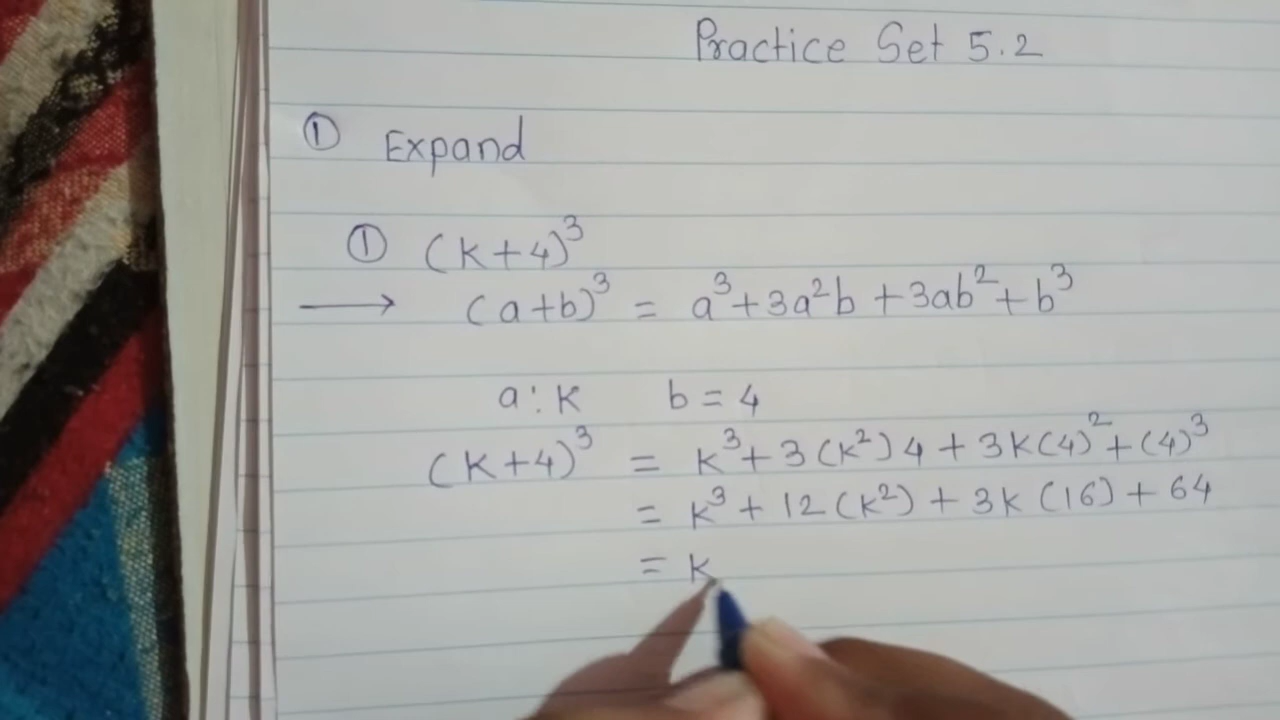 Practice Set 5.2
① Expand
① (k+4)³
⟶ (a+b)³ = a³+3a²b+3ab²+b³
a:k b=4
(k+4)³ = k³+3(k²)4+3k(4)²+(4)³
= k³+12(k²)+3k(16)+64
= k